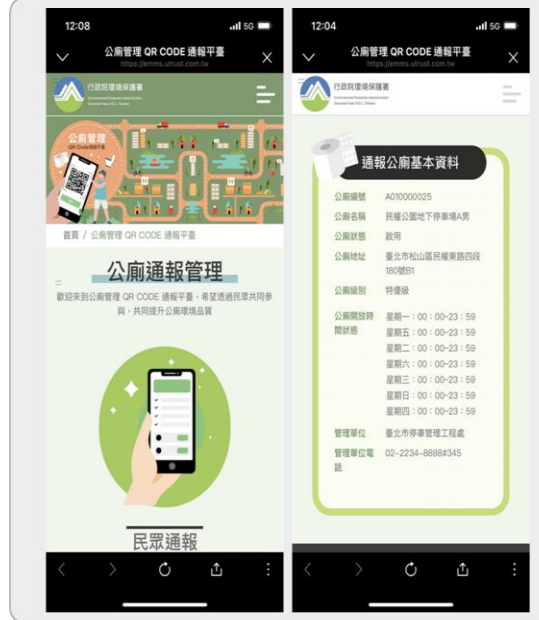 12:08
5G
公廁管理 QR CODE 通報平臺
https://emms.utrust.com.tw
行政院環境保護署
公廁管理
QR Code通報平臺
首頁 / 公廁管理 QR CODE 通報平臺
公廁通報管理
歡迎來到公廁管理 QR CODE 通報平臺，希望透過民眾共同參
與，共同提升公廁環境品質
民眾通報
12:04
5G
公廁管理 QR CODE 通報平臺
https://emms.utrust.com.tw
行政院環境保護署
通報公廁基本資料
公廁編號 A010000025
公廁名稱 民權公園地下停車場A男
公廁狀態 啟用
公廁地址 臺北市松山區民權東路四段
180號B1
公廁級別 特優級
公廁開放時 星期一：00：00-23：59
間狀態 星期五：00：00-23：59
星期二：00：00-23：59
星期六：00：00-23：59
星期三：00：00-23：59
星期日：00：00-23：59
星期四：00：00-23：59
管理單位 臺北市停車管理工程處
管理單位電 02-2234-8888#345
話